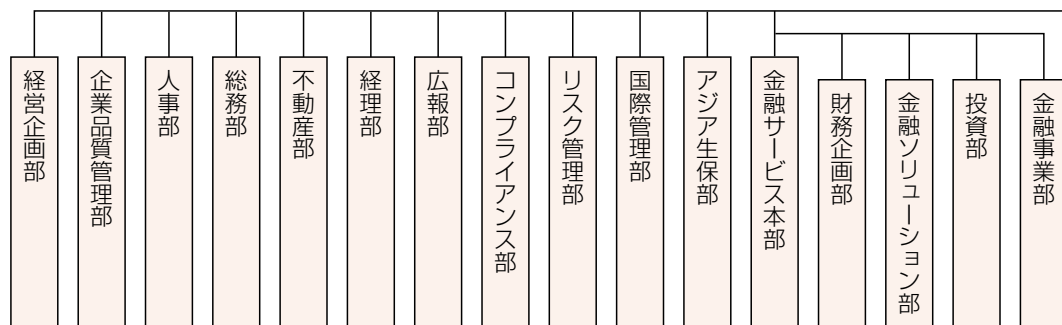 経営企画部
企業品質管理部
人事部
総務部
不動産部
経理部
広報部
コンプライアンス部
リスク管理部
国際管理部
アジア生保部
金融サービス本部
財務企画部
金融ソリューション部
投資部
金融事業部